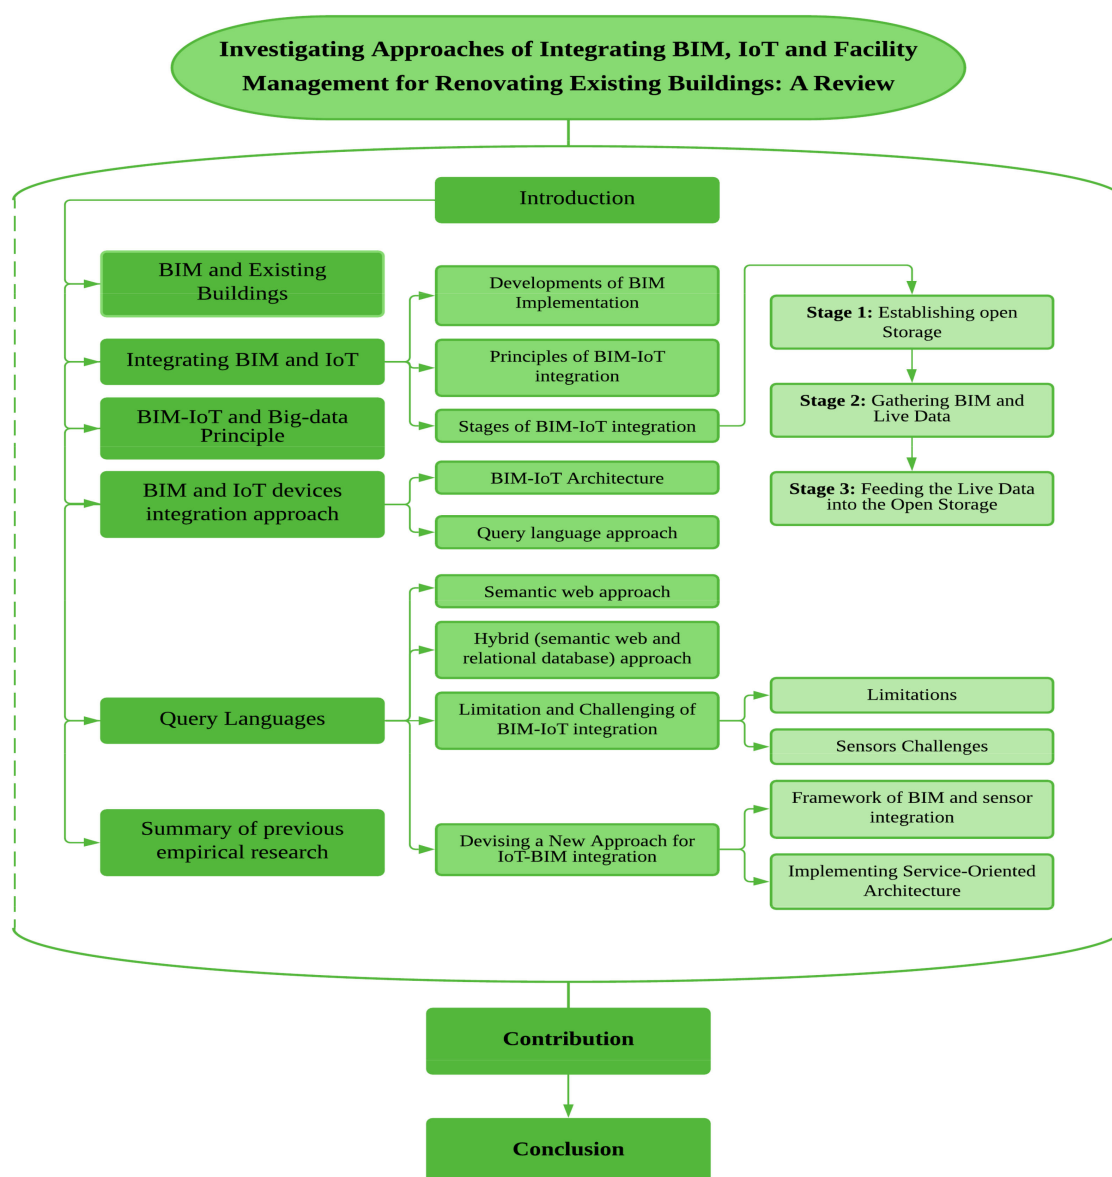 Investigating Approaches of Integrating BIM, IoT and Facility
Management for Renovating Existing Buildings: A Review
Introduction
BIM and Existing
Buildings
Integrating BIM and IoT
BIM-IoT and Big-data
Principle
BIM and IoT devices
integration approach
Query Languages
Summary of previous
empirical research
Developments of BIM
Implementation
Principles of BIM-IoT
integration
Stages of BIM-IoT integration
BIM-IoT Architecture
Query language approach
Semantic web approach
Hybrid (semantic web and
relational database) approach
Limitation and Challenging of
BIM-IoT integration
Devising a New Approach for
IoT-BIM integration
Stage 1: Establishing open
Storage
Stage 2: Gathering BIM and
Live Data
Stage 3: Feeding the Live Data
into the Open Storage
Limitations
Sensors Challenges
Framework of BIM and sensor
integration
Implementing Service-Oriented
Architecture
Contribution
Conclusion